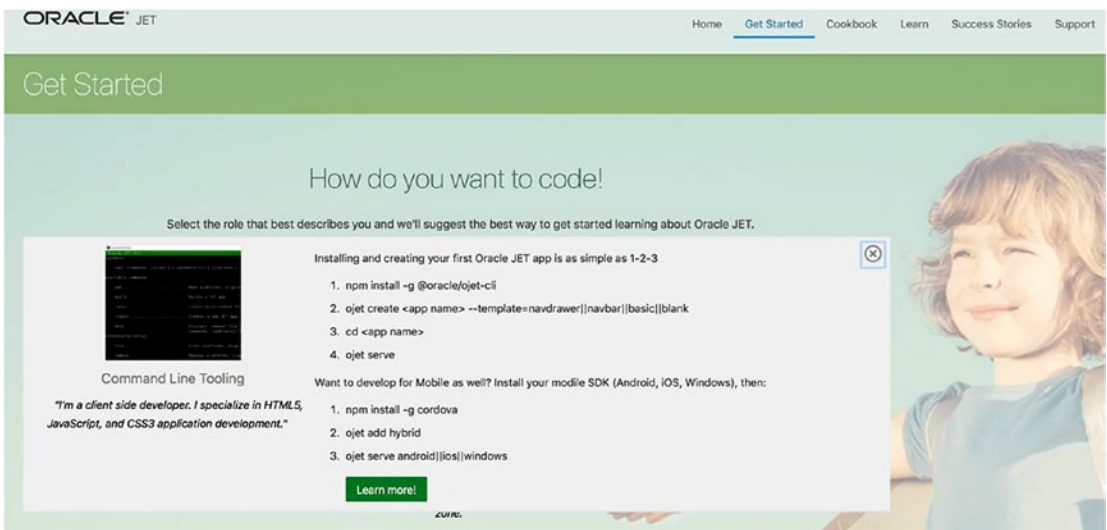 ORACLE® JET
Home Get Started Cookbook Learn Success Stories Support
Get Started
How do you want to code!
Select the role that best describes you and we'll suggest the best way to get started learning about Oracle JET.
Installing and creating your first Oracle JET app is as simple as 1-2-3
1. npm install -g @oracle/ojet-cli
2. ojet create <app name> --template=navdrawer||navbar||basic||blank
3. cd <app name>
4. ojet serve
Command Line Tooling
"I'm a client side developer. I specialize in HTML5,
JavaScript, and CSS3 application development."
Want to develop for Mobile as well? Install your modile SDK (Android, iOS, Windows), then:
1. npm install -g cordova
2. ojet add hybrid
3. ojet serve android||ios||windows
Learn more!
zone.